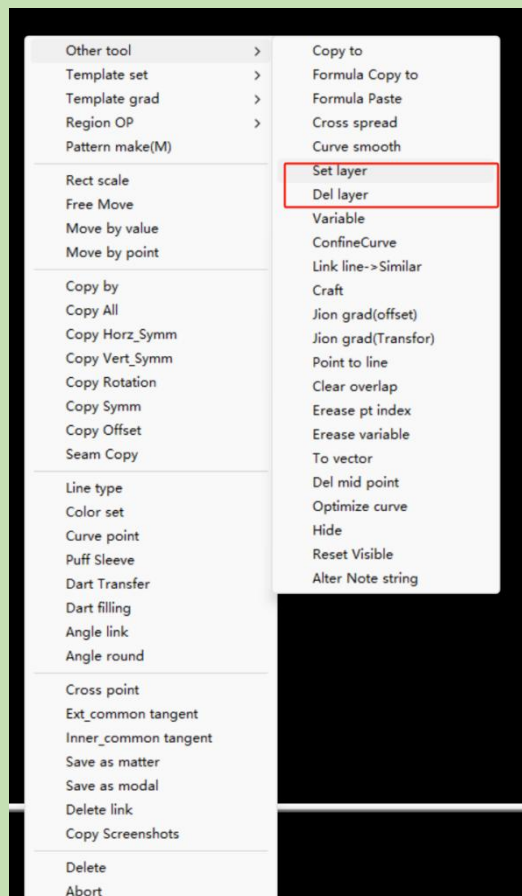 Other tool >
Template set >
Template grad >
Region OP >
Pattern make(M)
Rect scale
Free Move
Move by value
Move by point
Copy by
Copy All
Copy Horz_Symm
Copy Vert_Symm
Copy Rotation
Copy Symm
Copy Offset
Seam Copy
Line type
Color set
Curve point
Puff Sleeve
Dart Transfer
Dart filling
Angle link
Angle round
Cross point
Ext_common tangent
Inner_common tangent
Save as matter
Save as modal
Delete link
Copy Screenshots
Delete
Abort
Copy to
Formula Copy to
Formula Paste
Cross spread
Curve smooth
Set layer
Del layer
Variable
ConfineCurve
Link line->Similar
Craft
Jion grad(offset)
Jion grad(Transfor)
Point to line
Clear overlap
Erease pt index
Erease variable
To vector
Del mid point
Optimize curve
Hide
Reset Visible
Alter Note string